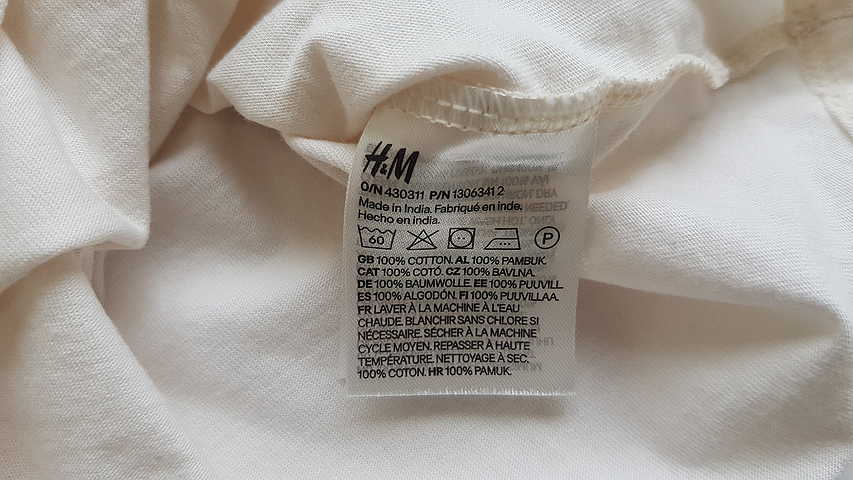 H&M
O/N 430311 P/N 1306341 2
Made in India. Fabriqué en inde.
Hecho en india.
60 P
GB 100% COTTON. AL 100% PAMBUK.
CAT 100% COTÓ. CZ 100% BAVLNA.
DE 100% BAUMWOLLE. EE 100% PUUVILL.
ES 100% ALGODÓN. FI 100% PUUVILLAA.
FR LAVER À LA MACHINE À L'EAU
CHAUDE. BLANCHIR SANS CHLORE SI
NÉCESSAIRE. SÉCHER À LA MACHINE
CYCLE MOYEN. REPASSER À HAUTE
TEMPÉRATURE. NETTOYAGE À SEC.
100% COTON. HR 100% PAMUK.